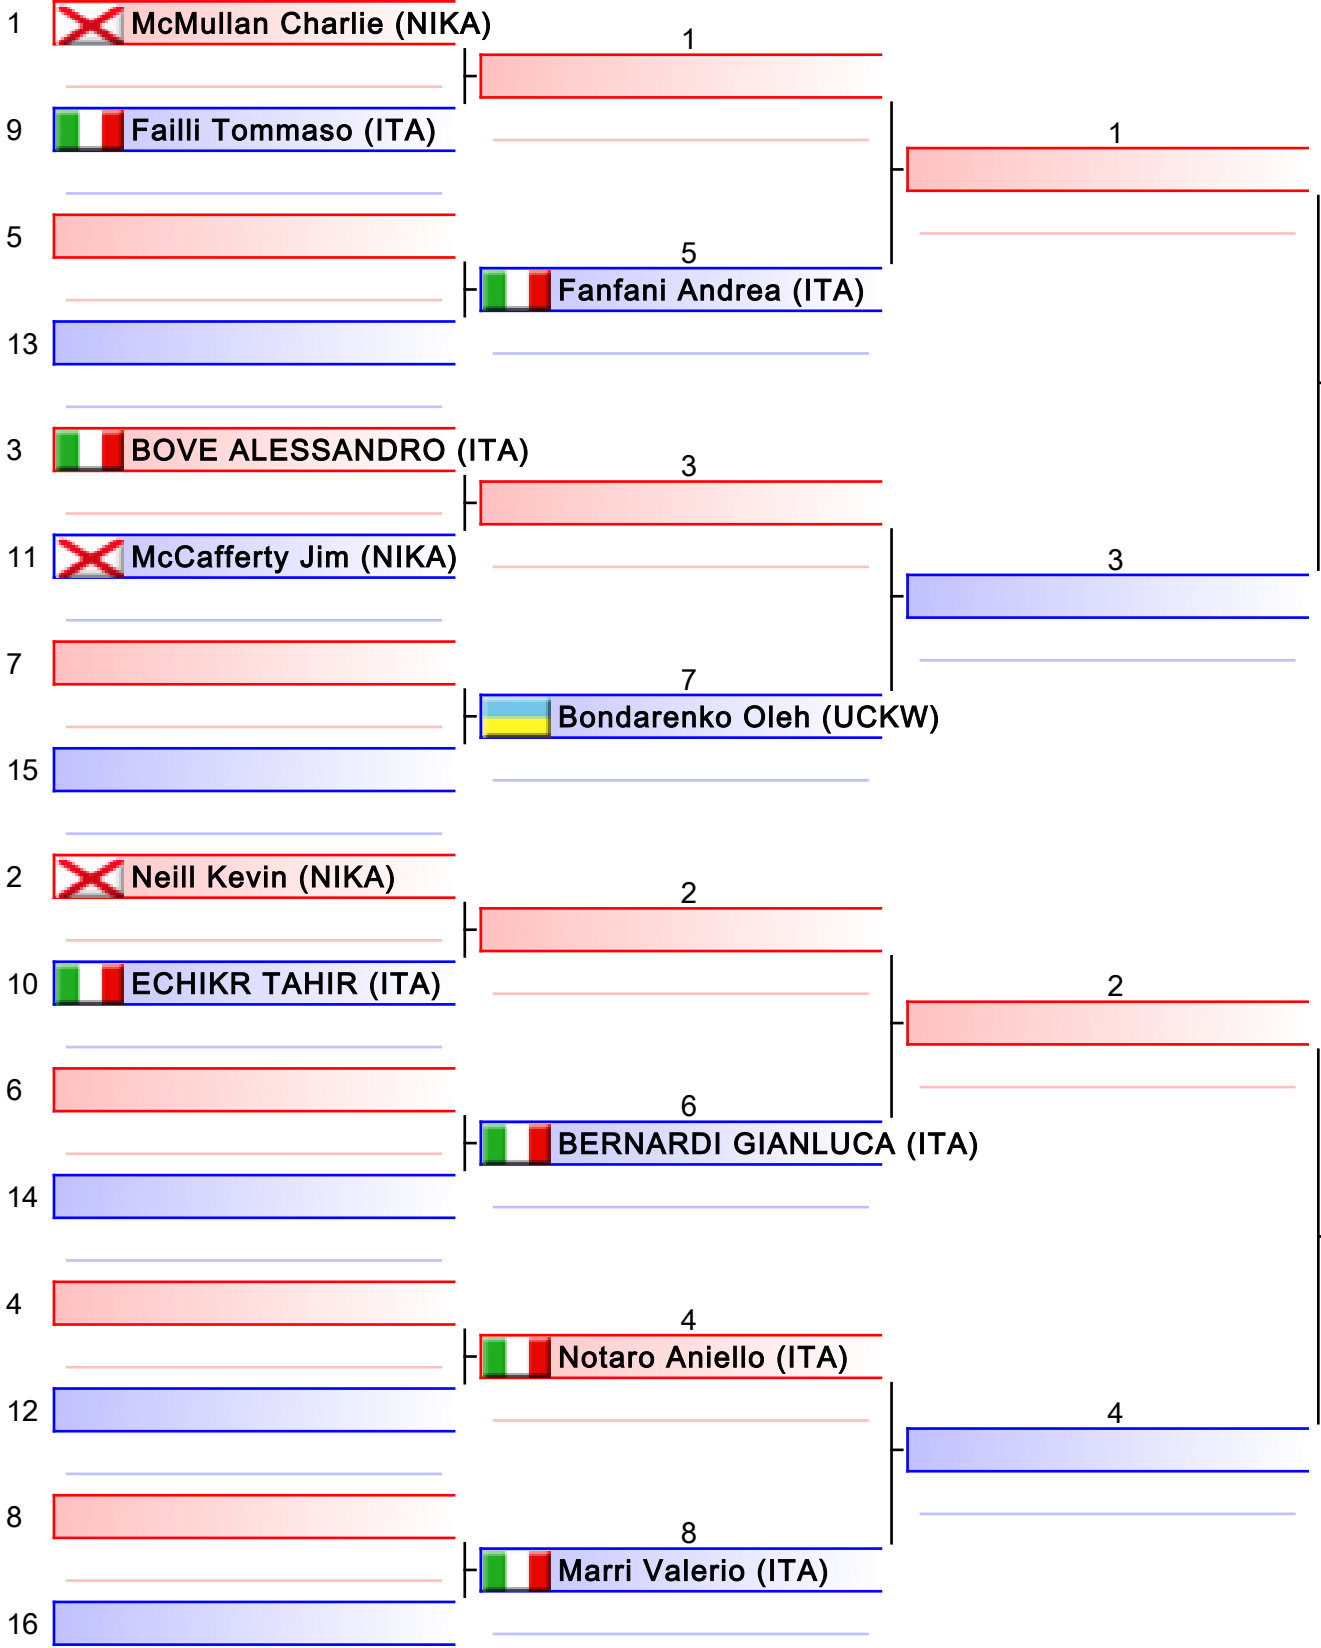 1 McMullan Charlie (NIKA)
1
9 Failli Tommaso (ITA)
1
5
5
Fanfani Andrea (ITA)
13
3 BOVE ALESSANDRO (ITA)
3
11 McCafferty Jim (NIKA)
3
7
7
Bondarenko Oleh (UCKW)
15
2 Neill Kevin (NIKA)
2
10 ECHIKR TAHIR (ITA)
2
6
6
BERNARDI GIANLUCA (ITA)
14
4
4
Notaro Aniello (ITA)
12
4
8
8
Marri Valerio (ITA)
16